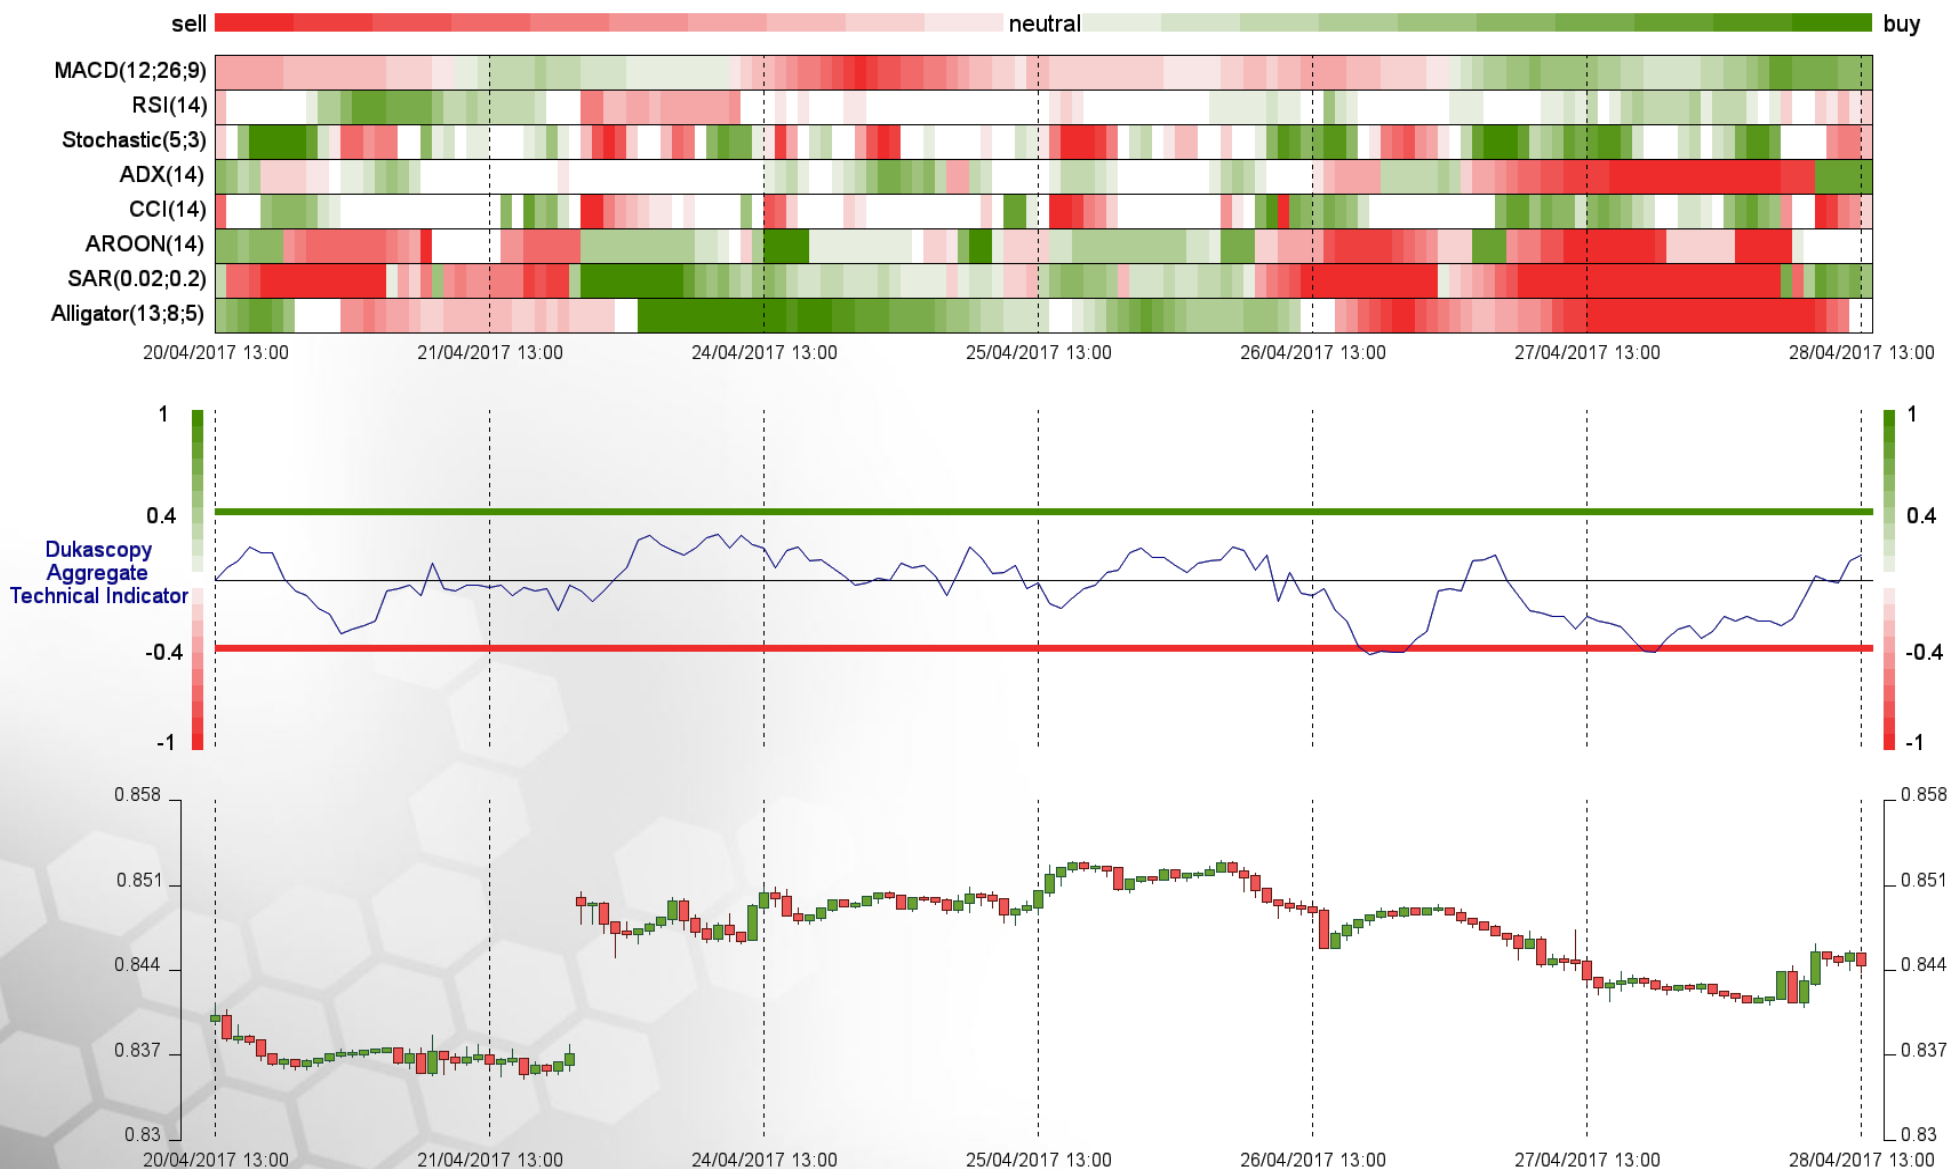 sell neutral buy
MACD(12;26;9)
RSI(14)
Stochastic(5;3)
ADX(14)
CCI(14)
AROON(14)
SAR(0.02;0.2)
Alligator(13;8;5)
20/04/2017 13:00 21/04/2017 13:00 24/04/2017 13:00 25/04/2017 13:00 26/04/2017 13:00 27/04/2017 13:00 28/04/2017 13:00
1 1
0.4 0.4
Dukascopy
Aggregate
Technical Indicator
-0.4 -0.4
-1 -1
0.858 0.858
0.851 0.851
0.844 0.844
0.837 0.837
0.83 0.83
20/04/2017 13:00 21/04/2017 13:00 24/04/2017 13:00 25/04/2017 13:00 26/04/2017 13:00 27/04/2017 13:00 28/04/2017 13:00